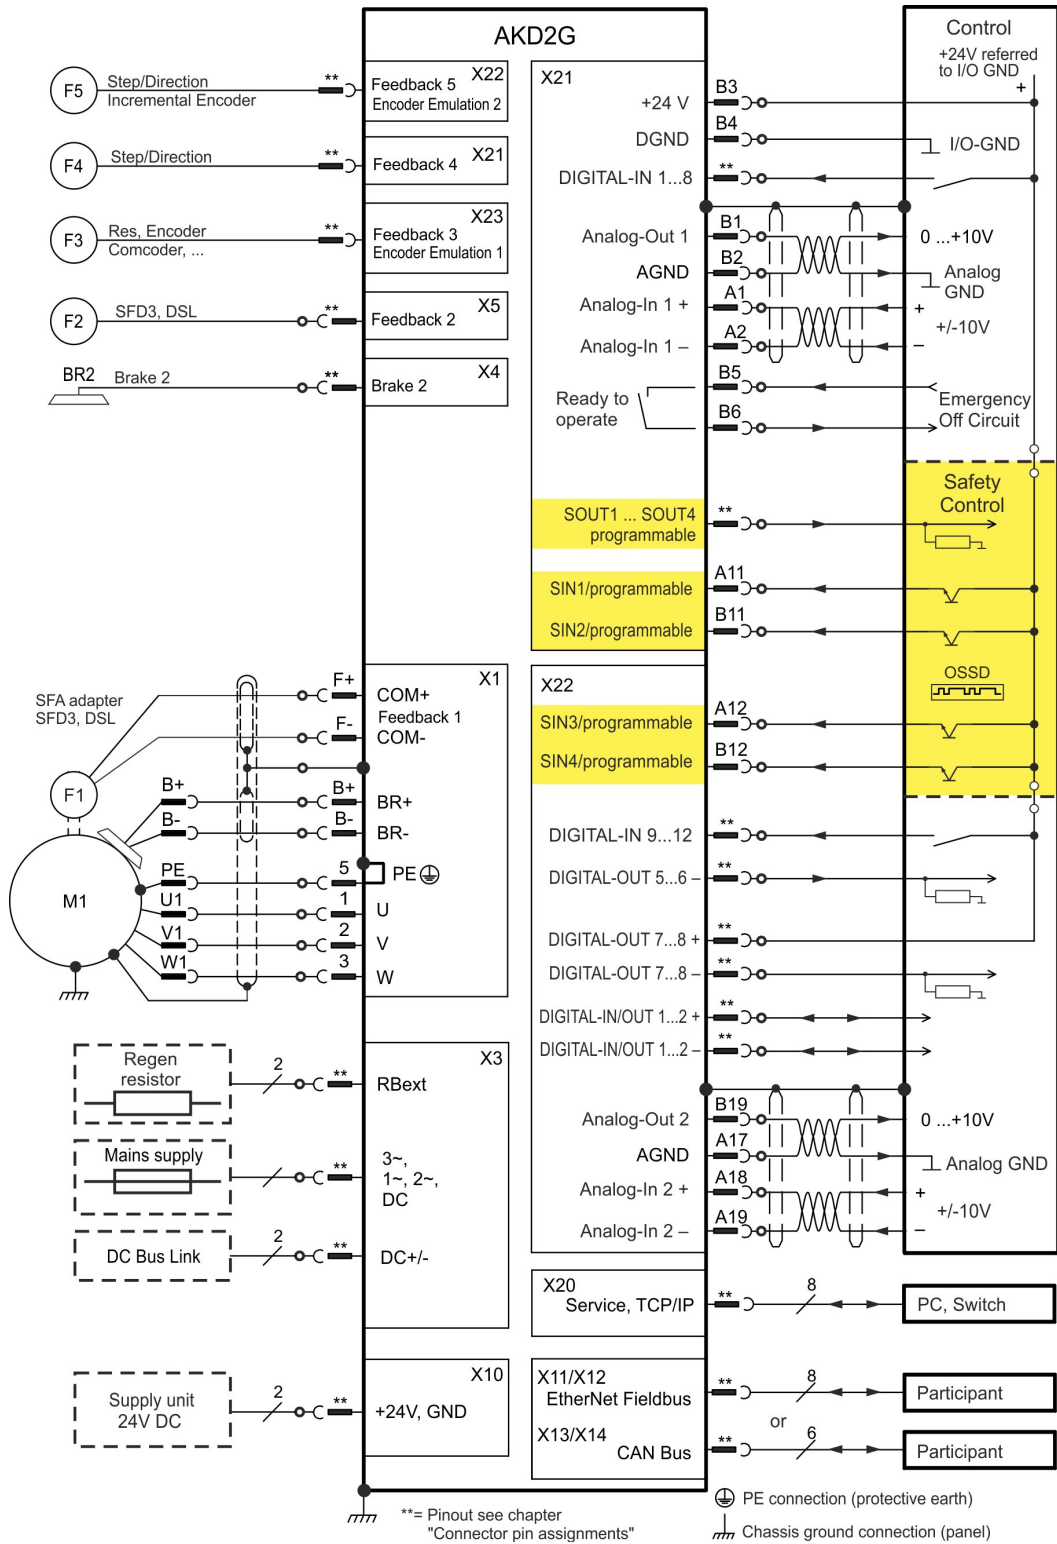 AKD2G
F5
Step/Direction
Incremental Encoder
**
X22
Feedback 5
Encoder Emulation 2
F4
Step/Direction
**
X21
Feedback 4
F3
Res, Encoder
Comcoder, ...
**
X23
Feedback 3
Encoder Emulation 1
F2
SFD3, DSL
**
X5
Feedback 2
BR2
Brake 2
**
X4
Brake 2
SFA adapter
SFD3, DSL
F1
M1
F+
F-
X1
COM+
Feedback 1
COM-
B+
B+
BR+
B-
B-
BR-
PE
5
PE
U1
1
U
V1
2
V
W1
3
W
Regen
resistor
2
**
X3
RBext
Mains supply
**
3~,
1~, 2~,
DC
DC Bus Link
2
**
DC+/-
Supply unit
24V DC
2
**
X10
+24V, GND
X21
+24 V
B3
DGND
B4
DIGITAL-IN 1...8
**
Analog-Out 1
B1
AGND
B2
Analog-In 1 +
A1
Analog-In 1 –
A2
Ready to
operate
B5
B6
SOUT1 ... SOUT4
programmable
**
SIN1/programmable
A11
SIN2/programmable
B11
X22
SIN3/programmable
A12
SIN4/programmable
B12
DIGITAL-IN 9...12
**
DIGITAL-OUT 5...6 –
**
DIGITAL-OUT 7...8 +
**
DIGITAL-OUT 7...8 –
**
DIGITAL-IN/OUT 1...2 +
**
DIGITAL-IN/OUT 1...2 –
**
Analog-Out 2
B19
AGND
A17
Analog-In 2 +
A18
Analog-In 2 –
A19
X20
Service, TCP/IP
**
8
PC, Switch
X11/X12
EtherNet Fieldbus
**
8
Participant
or
X13/X14
CAN Bus
**
6
Participant
Control
+24V referred
to I/O GND
+
I/O-GND
0 ...+10V
Analog
GND
+
+/-10V
–
Emergency
Off Circuit
Safety
Control
OSSD
0 ...+10V
Analog GND
+
+/-10V
–
**= Pinout see chapter
"Connector pin assignments"
PE connection (protective earth)
Chassis ground connection (panel)